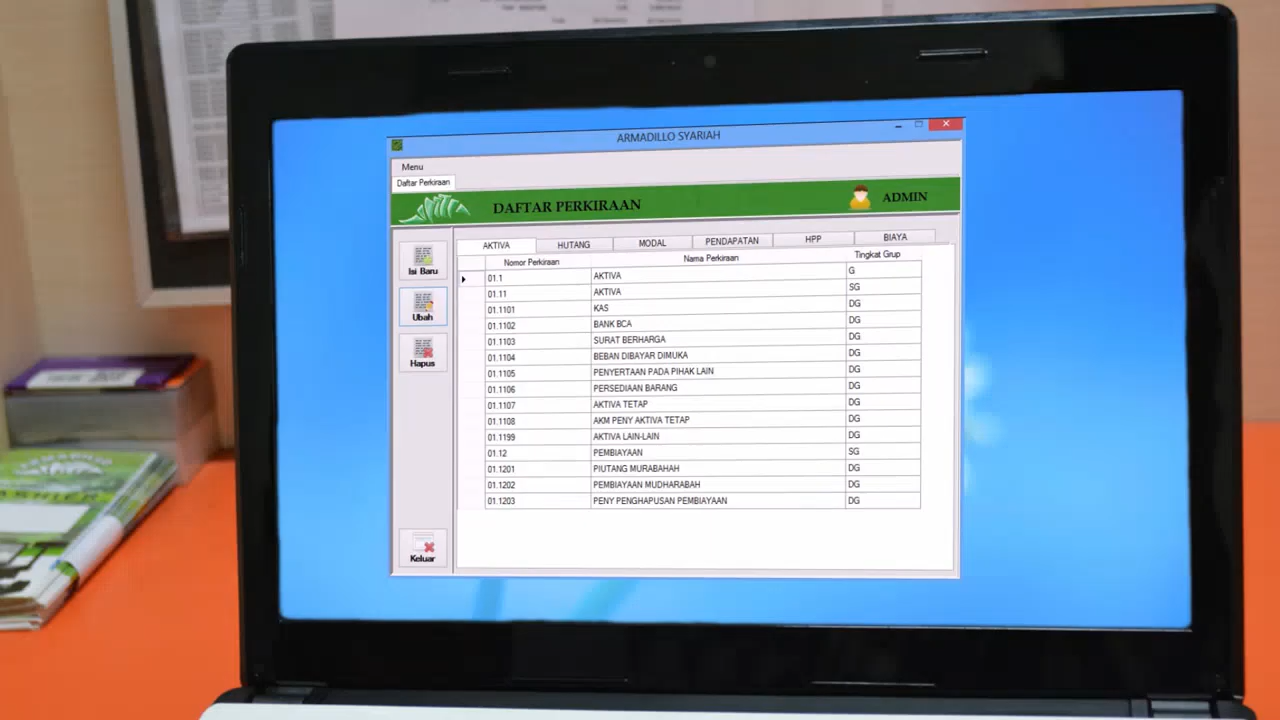 ARMADILLO SYARIAH
Menu
Daftar Perkiraan
DAFTAR PERKIRAAN
ADMIN
Isi Baru
Ubah
Hapus
Keluar
AKTIVA HUTANG MODAL PENDAPATAN HPP BIAYA
Nomor Perkiraan Nama Perkiraan Tingkat Grup
01.1 AKTIVA G
01.11 AKTIVA SG
01.1101 KAS DG
01.1102 BANK BCA DG
01.1103 SURAT BERHARGA DG
01.1104 BEBAN DIBAYAR DIMUKA DG
01.1105 PENYERTAAN PADA PIHAK LAIN DG
01.1106 PERSEDIAAN BARANG DG
01.1107 AKTIVA TETAP DG
01.1108 AKM PENY AKTIVA TETAP DG
01.1199 AKTIVA LAIN-LAIN DG
01.12 PEMBIAYAAN SG
01.1201 PIUTANG MURABAHAH DG
01.1202 PEMBIAYAAN MUDHARABAH DG
01.1203 PENY PENGHAPUSAN PEMBIAYAAN DG